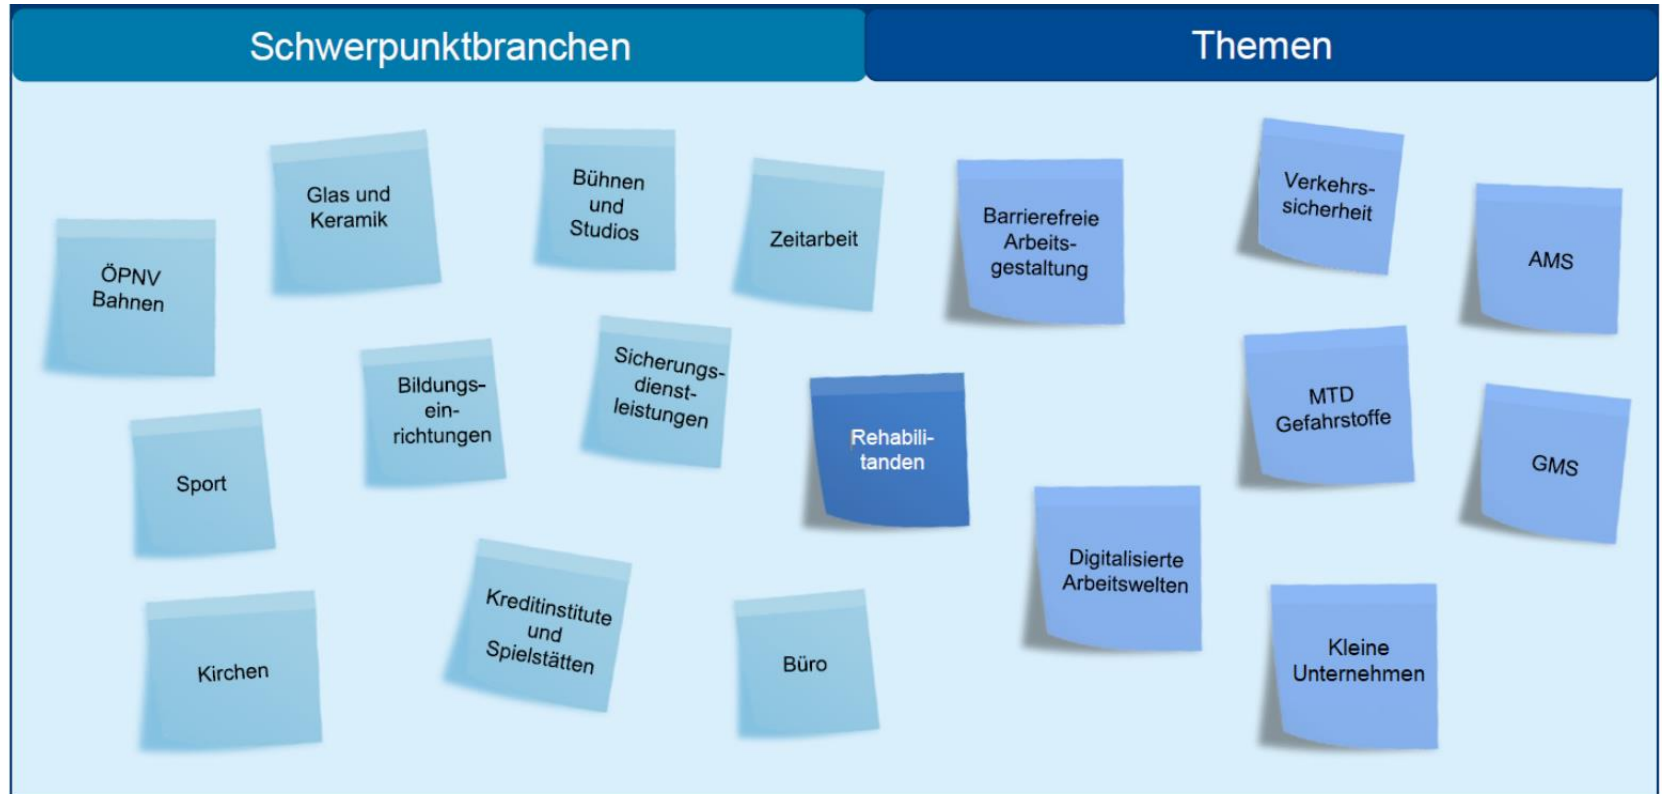 Schwerpunktbranchen
Themen
ÖPNV
Bahnen
Glas und
Keramik
Bühnen
und
Studios
Zeitarbeit
Sport
Bildungs-
ein-
richtungen
Sicherungs-
dienst-
leistungen
Kirchen
Kreditinstitute
und
Spielstätten
Büro
Rehabili-
tanden
Barrierefreie
Arbeits-
gestaltung
Verkehrs-
sicherheit
AMS
MTD
Gefahrstoffe
GMS
Digitalisierte
Arbeitswelten
Kleine
Unternehmen